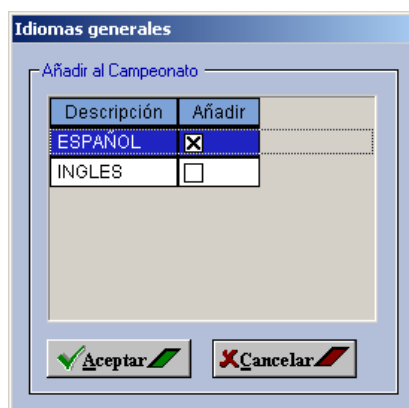 Idiomas generales
Añadir al Campeonato
Descripción Añadir
ESPAÑOL
INGLES
Aceptar Cancelar